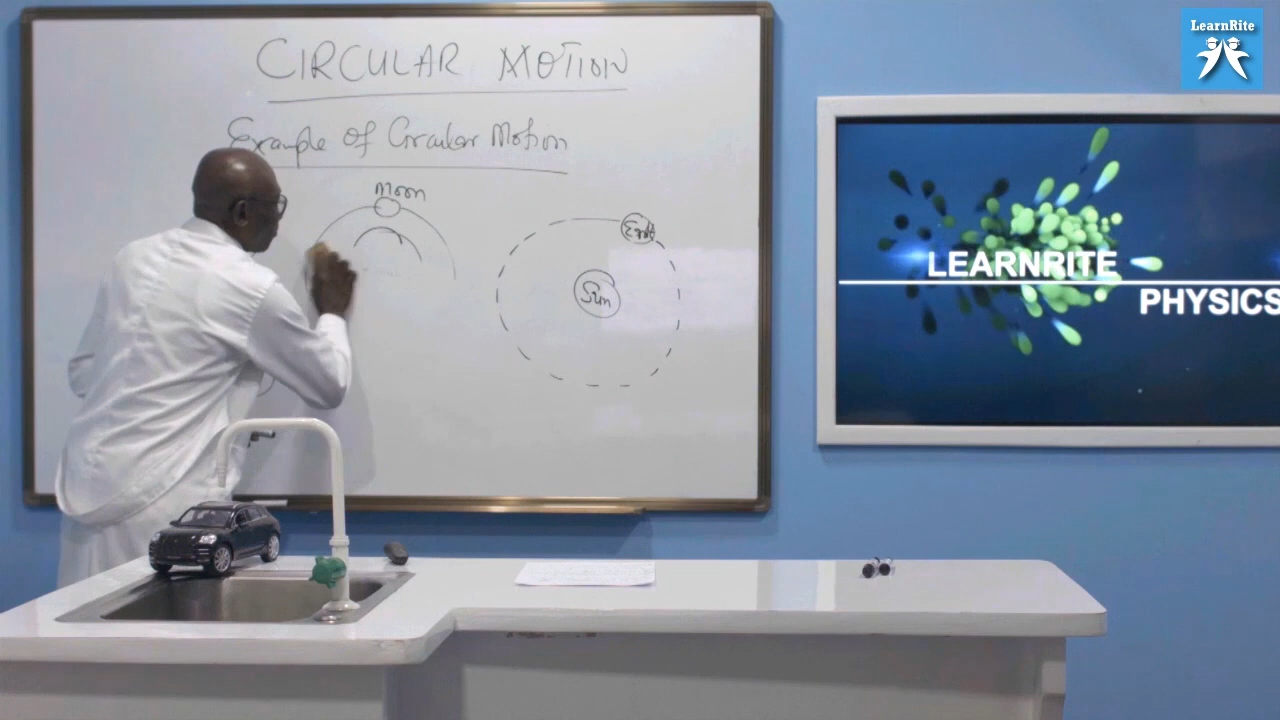 CIRCULAR MOTION
Example Of Circular Motion
Moon
Earth
Sun
LearnRite
LEARNRITE
PHYSICS